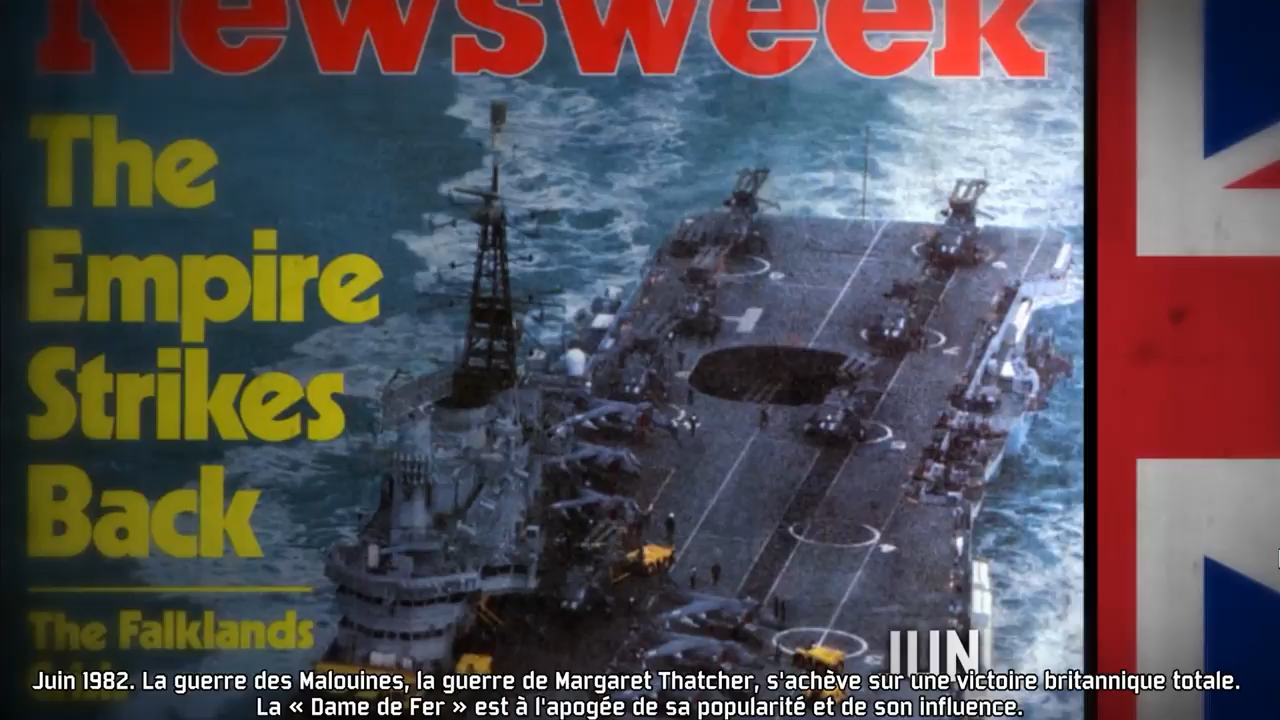 Newsweek
The
Empire
Strikes
Back
The Falklands
Juin 1982. La guerre des Malouines, la guerre de Margaret Thatcher, s'achève sur une victoire britannique totale.
La « Dame de Fer » est à l'apogée de sa popularité et de son influence.